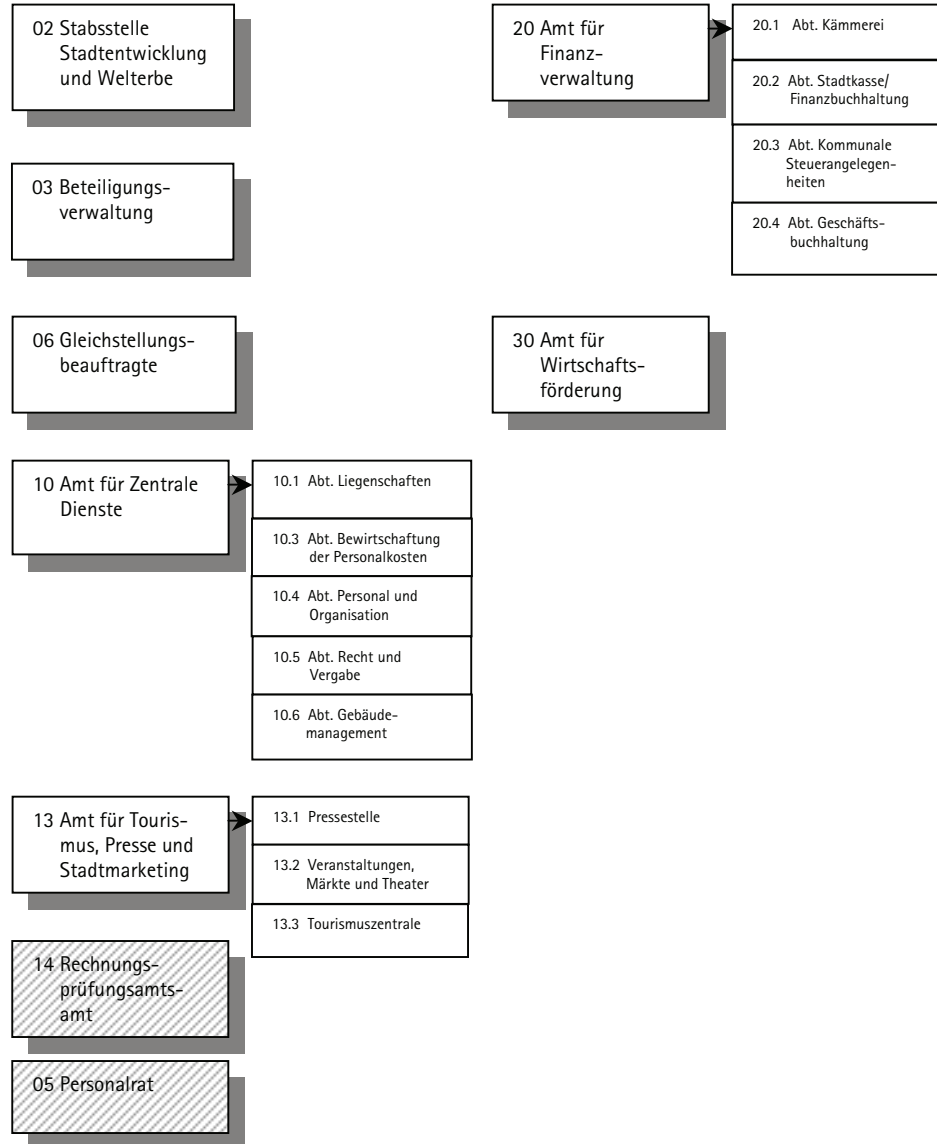 02 Stabsstelle
Stadtentwicklung
und Welterbe
03 Beteiligungs-
verwaltung
06 Gleichstellungs-
beauftragte
10 Amt für Zentrale
Dienste
10.1 Abt. Liegenschaften
10.3 Abt. Bewirtschaftung
der Personalkosten
10.4 Abt. Personal und
Organisation
10.5 Abt. Recht und
Vergabe
10.6 Abt. Gebäude-
management
13 Amt für Touris-
mus, Presse und
Stadtmarketing
13.1 Pressestelle
13.2 Veranstaltungen,
Märkte und Theater
13.3 Tourismuszentrale
14 Rechnungs-
prüfungsamts-
amt
05 Personalrat
20 Amt für
Finanz-
verwaltung
20.1 Abt. Kämmerei
20.2 Abt. Stadtkasse/
Finanzbuchhaltung
20.3 Abt. Kommunale
Steuerangelegen-
heiten
20.4 Abt. Geschäfts-
buchhaltung
30 Amt für
Wirtschafts-
förderung